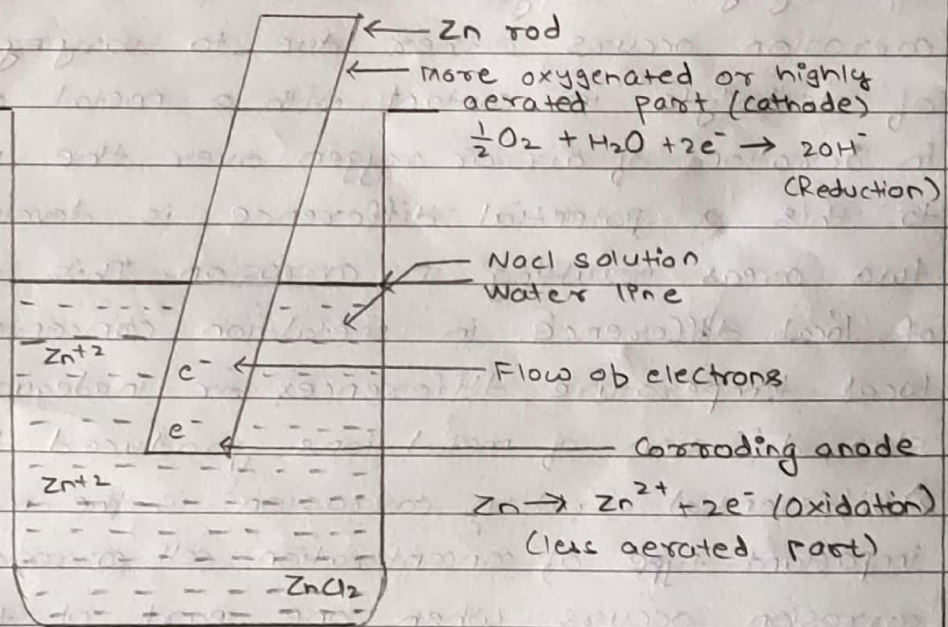 Zn rod
More oxygenated or highly
aerated part (cathode)
½O2 + H2O + 2e⁻ → 2OH⁻
(Reduction)
Nacl solution
Water line
Zn+2
e⁻
Flow ob electrons
e⁻
Corroding anode
Zn+2
Zn → Zn²⁺ + 2e⁻ (Oxidation)
(less aerated part)
ZnCl2